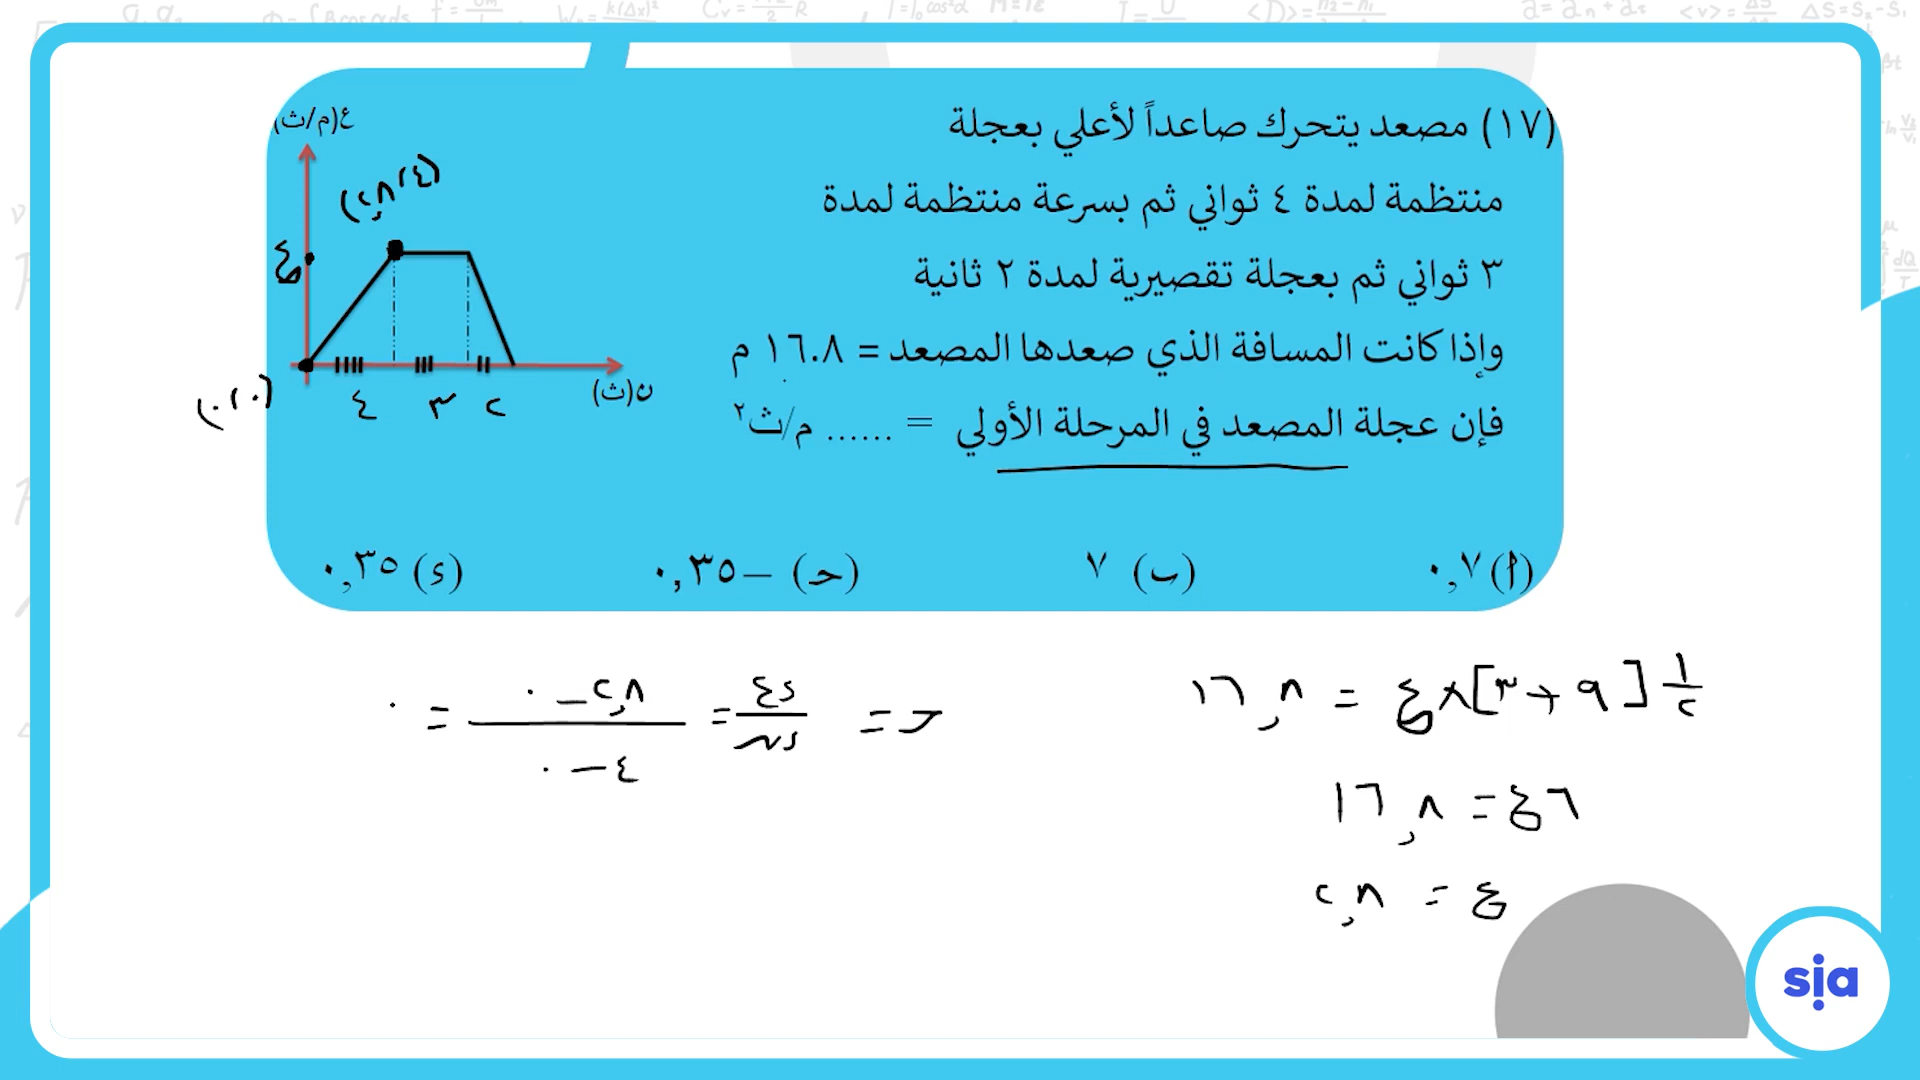 (١٧) مصعد يتحرك صاعداً لأعلي بعجلة
منتظمة لمدة ٤ ثواني ثم بسرعة منتظمة لمدة
٣ ثواني ثم بعجلة تقصيرية لمدة ٢ ثانية
وإذا كانت المسافة الذي صعدها المصعد = ١٦.٨ م
فإن عجلة المصعد في المرحلة الأولي = ...... م/ث٢
(أ) ٠,٧ (ب) ٧ (حـ) – ٠,٣٥ (ء) ٠,٣٥
ع(م/ث)
(٤، ٢,٨)
ع
(٠، ٠)
٤ ٣ ٢
ن(ث)
١/٢ [٩ + ٣] × ع = ١٦,٨
٦ع = ١٦,٨
ع = ٢,٨
حـ = ءع/ءن = (٢,٨ – ٠)/(٤ – ٠) = ٠
sia